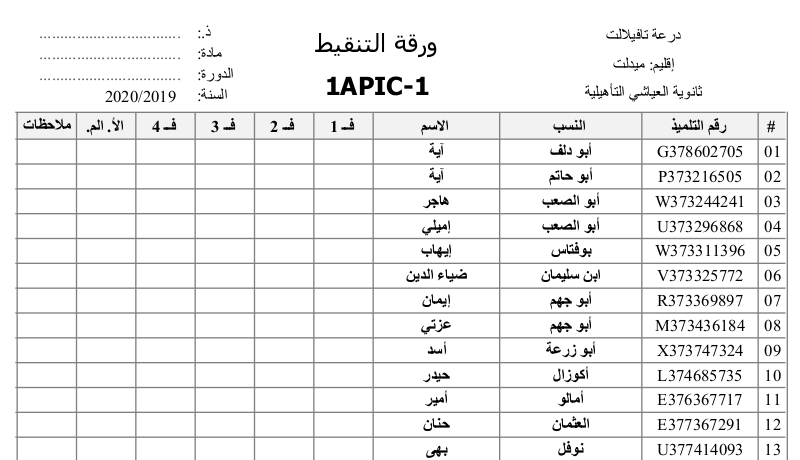 درعة تافيلالت
إقليم: ميدلت
ثانوية العياشي التأهيلية
ورقة التنقيط
1APIC-1
ذ.: ..................................
مادة: ..................................
الدورة: ..................................
السنة: 2020/2019
# رقم التلميذ النسب الاسم فـ 1 فـ 2 فـ 3 فـ 4 الأ. الم. ملاحظات
01 G378602705 أبو دلف آية
02 P373216505 أبو حاتم آية
03 W373244241 أبو الصعب هاجر
04 U373296868 أبو الصعب إميلي
05 W373311396 بوفتاس إيهاب
06 V373325772 ابن سليمان ضياء الدين
07 R373369897 أبو جهم إيمان
08 M373436184 أبو جهم عزتي
09 X373747324 أبو زرعة أسد
10 L374685735 أكوزال حيدر
11 E376367717 أمالو أمير
12 E377367291 العثمان حنان
13 U377414093 نوفل بهي